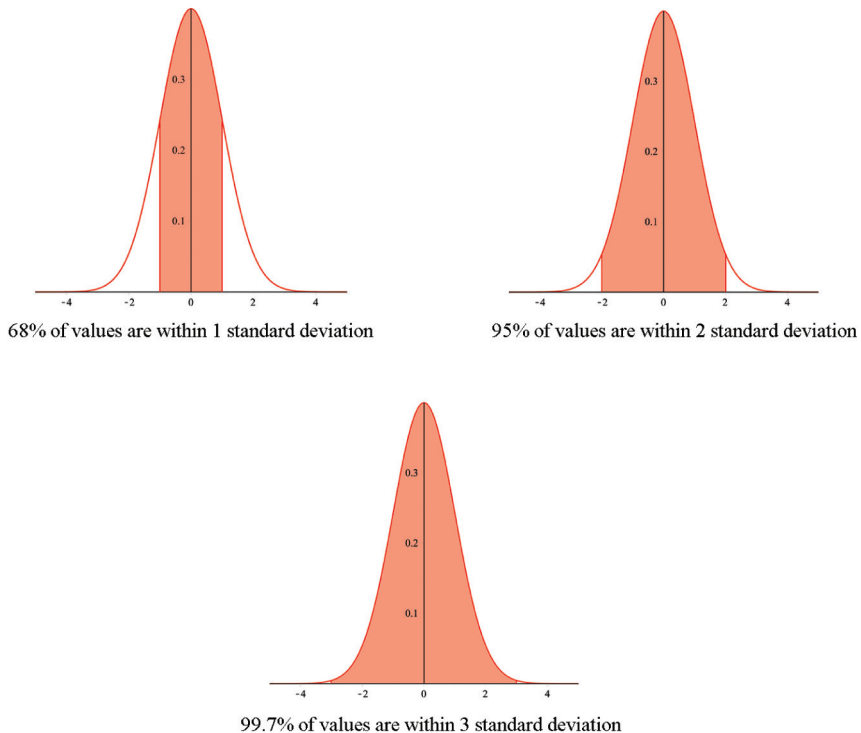 0.3
0.2
0.1
-4 -2 0 2 4
68% of values are within 1 standard deviation
0.3
0.2
0.1
-4 -2 0 2 4
95% of values are within 2 standard deviation
0.3
0.2
0.1
-4 -2 0 2 4
99.7% of values are within 3 standard deviation